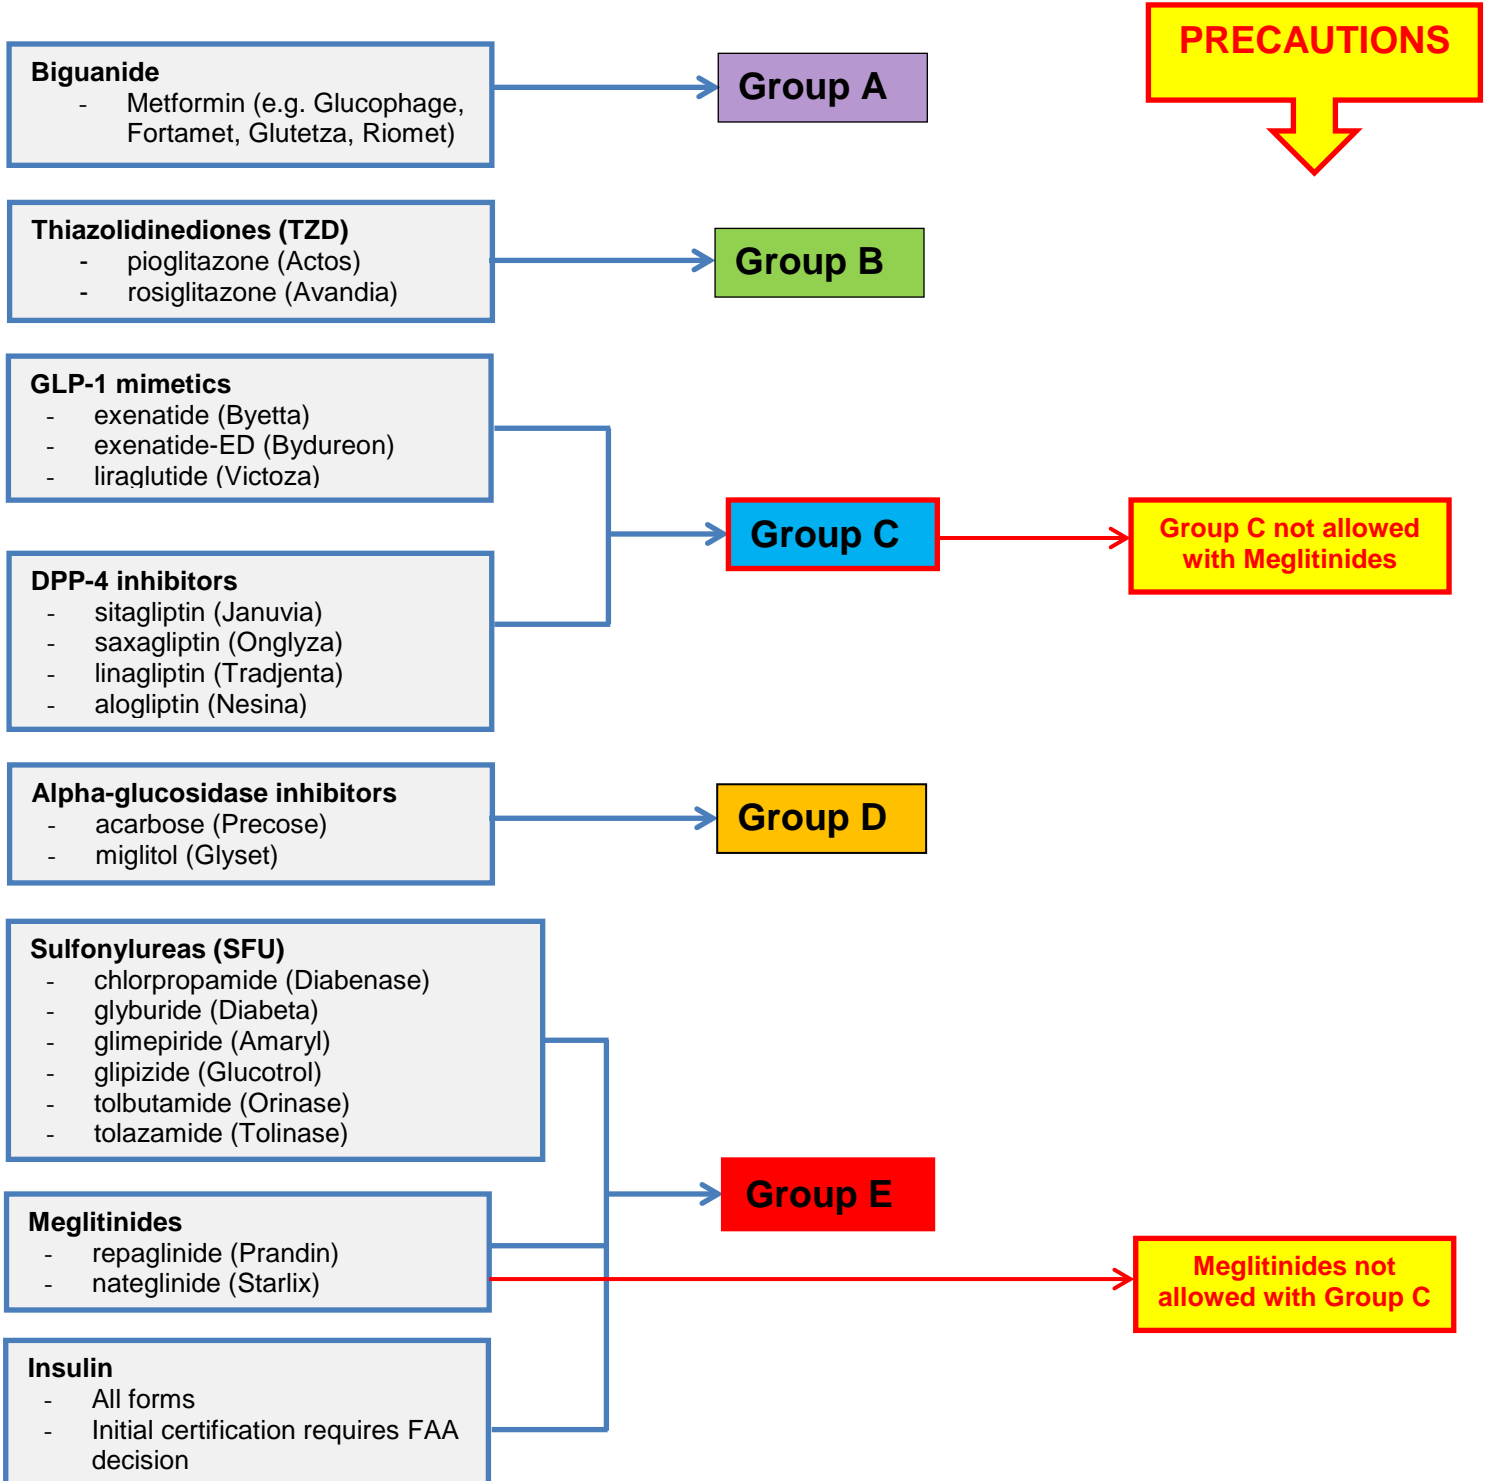 PRECAUTIONS
Biguanide
- Metformin (e.g. Glucophage,
Fortamet, Glutetza, Riomet)
Group A
Thiazolidinediones (TZD)
- pioglitazone (Actos)
- rosiglitazone (Avandia)
Group B
GLP-1 mimetics
- exenatide (Byetta)
- exenatide-ED (Bydureon)
- liraglutide (Victoza)
Group C
Group C not allowed
with Meglitinides
DPP-4 inhibitors
- sitagliptin (Januvia)
- saxagliptin (Onglyza)
- linagliptin (Tradjenta)
- alogliptin (Nesina)
Alpha-glucosidase inhibitors
- acarbose (Precose)
- miglitol (Glyset)
Group D
Sulfonylureas (SFU)
- chlorpropamide (Diabenase)
- glyburide (Diabeta)
- glimepiride (Amaryl)
- glipizide (Glucotrol)
- tolbutamide (Orinase)
- tolazamide (Tolinase)
Group E
Meglitinides
- repaglinide (Prandin)
- nateglinide (Starlix)
Meglitinides not
allowed with Group C
Insulin
- All forms
- Initial certification requires FAA
decision